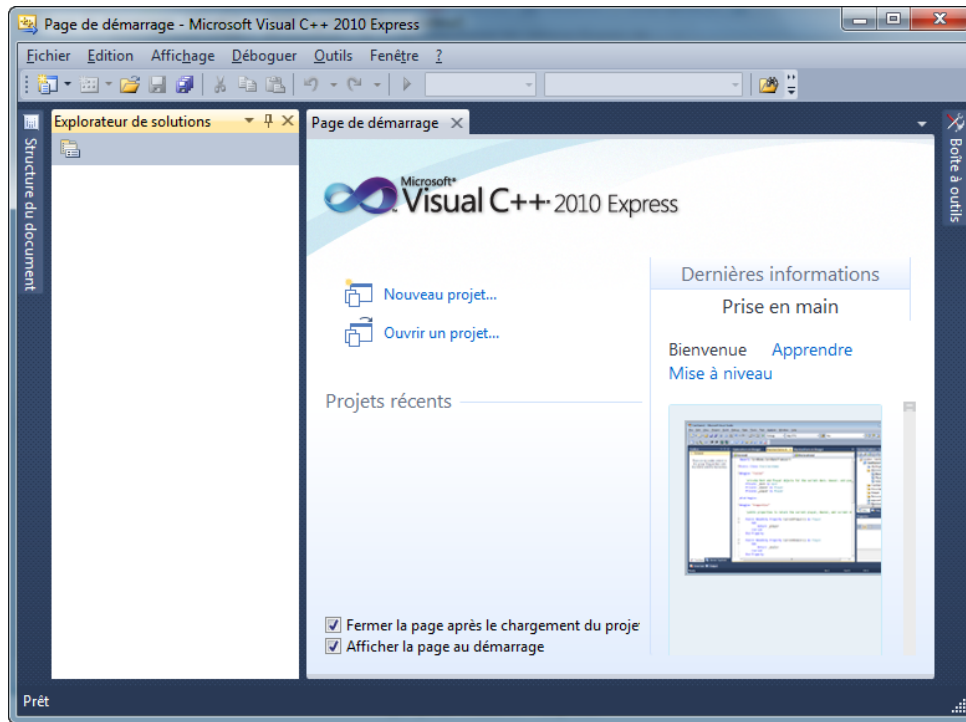 Page de démarrage - Microsoft Visual C++ 2010 Express
Fichier Edition Affichage Déboguer Outils Fenêtre ?
Explorateur de solutions
Page de démarrage
Structure du document
Boîte à outils
Microsoft
Visual C++ 2010 Express
Nouveau projet...
Ouvrir un projet...
Projets récents
Dernières informations
Prise en main
Bienvenue Apprendre
Mise à niveau
Fermer la page après le chargement du proje
Afficher la page au démarrage
Prêt